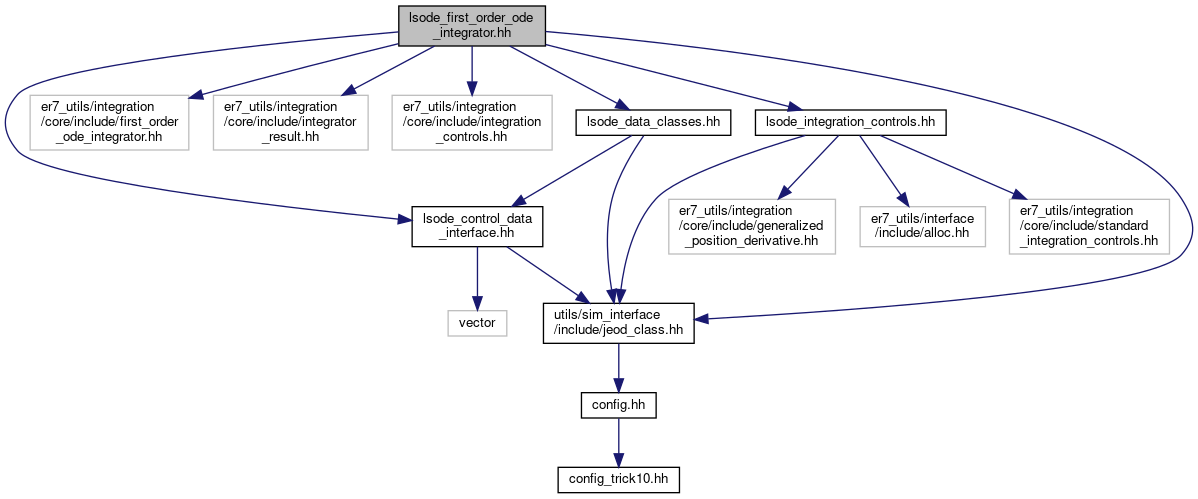 lsode_first_order_ode
_integrator.hh
er7_utils/integration
/core/include/first_order
_ode_integrator.hh
er7_utils/integration
/core/include/integrator
_result.hh
er7_utils/integration
/core/include/integration
_controls.hh
lsode_data_classes.hh
lsode_integration_controls.hh
lsode_control_data
_interface.hh
er7_utils/integration
/core/include/generalized
_position_derivative.hh
er7_utils/interface
/include/alloc.hh
er7_utils/integration
/core/include/standard
_integration_controls.hh
vector
utils/sim_interface
/include/jeod_class.hh
config.hh
config_trick10.hh